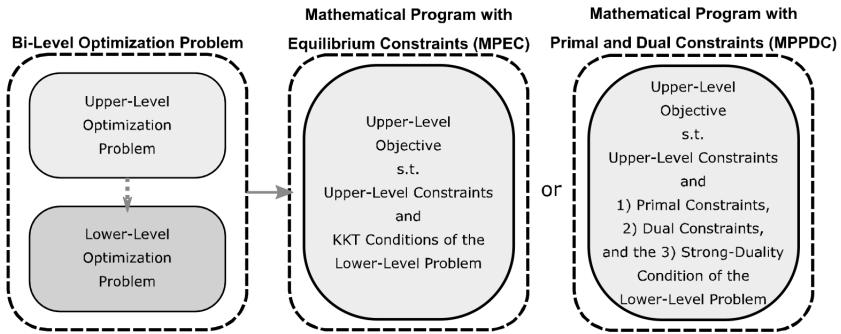 Bi-Level Optimization Problem
Upper-Level
Optimization
Problem
Lower-Level
Optimization
Problem
Mathematical Program with
Equilibrium Constraints (MPEC)
Upper-Level
Objective
s.t.
Upper-Level Constraints
and
KKT Conditions of the
Lower-Level Problem
or
Mathematical Program with
Primal and Dual Constraints (MPPDC)
Upper-Level
Objective
s.t.
Upper-Level Constraints
and
1) Primal Constraints,
2) Dual Constraints,
and the 3) Strong-Duality
Condition of the
Lower-Level Problem